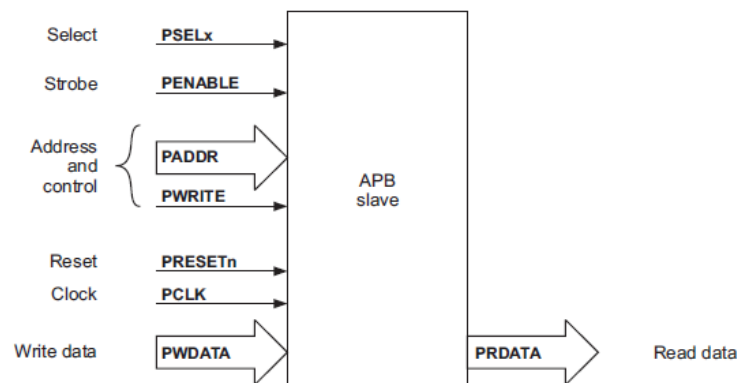 Select PSELx
Strobe PENABLE
Address
and
control
PADDR
PWRITE
APB
slave
Reset PRESETn
Clock PCLK
Write data PWDATA PRDATA Read data